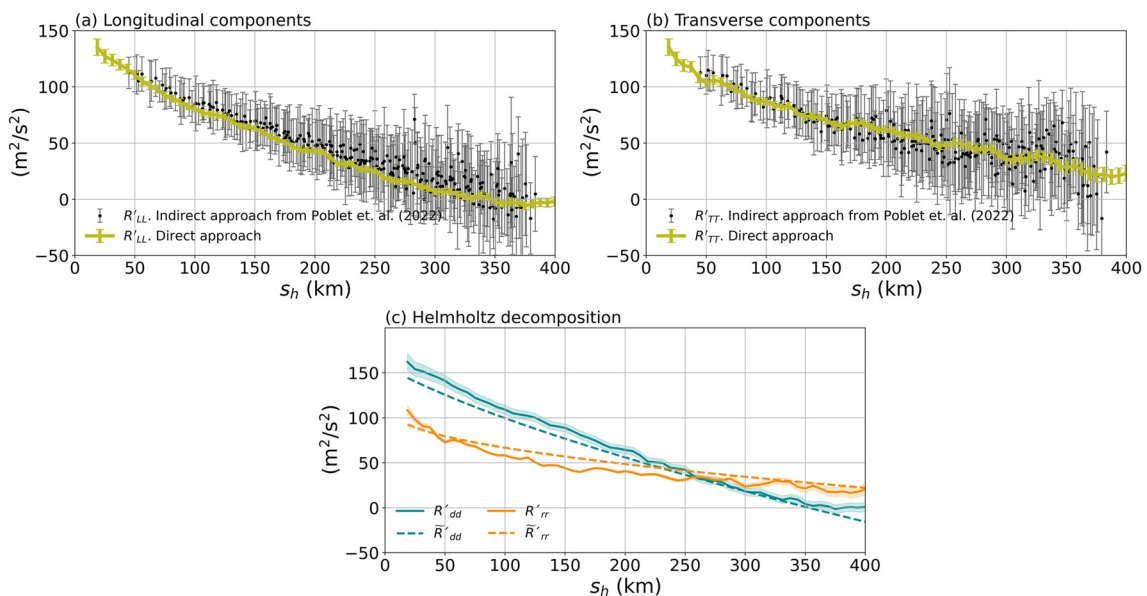 (a) Longitudinal components
150
100
50
0
−50
(m²/s²)
R'LL. Indirect approach from Poblet et. al. (2022)
R'LL. Direct approach
0 50 100 150 200 250 300 350 400
sh (km)
(b) Transverse components
150
100
50
0
−50
(m²/s²)
R'TT. Indirect approach from Poblet et. al. (2022)
R'TT. Direct approach
0 50 100 150 200 250 300 350 400
sh (km)
(c) Helmholtz decomposition
150
100
50
0
−50
(m²/s²)
R'dd R'rr
R̃'dd R̃'rr
0 50 100 150 200 250 300 350 400
sh (km)